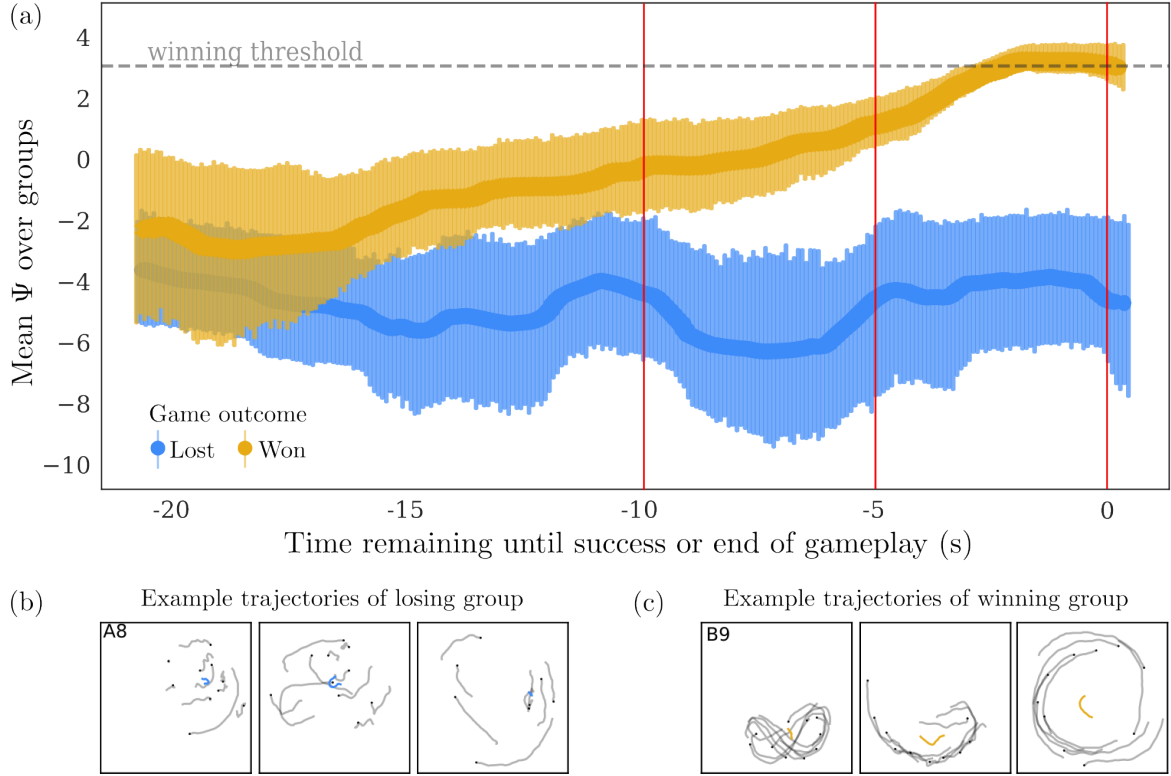 (a)
4
winning threshold
2
0
−2
−4
−6
−8
−10
Mean Ψ over groups
Game outcome
Lost Won
-20 -15 -10 -5 0
Time remaining until success or end of gameplay (s)
(b) Example trajectories of losing group
A8
(c) Example trajectories of winning group
B9